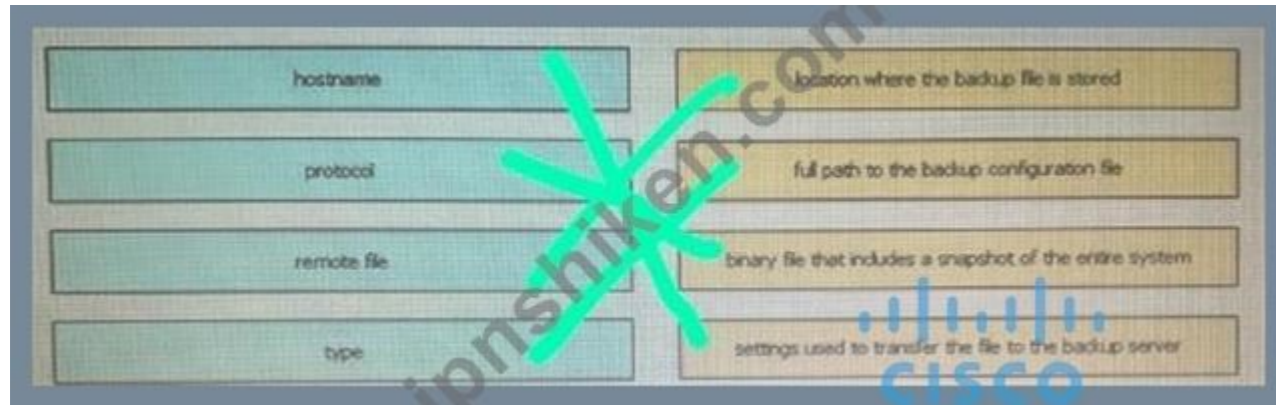 hostname
location where the backup file is stored
protocol
full path to the backup configuration file
remote file
binary file that includes a snapshot of the entire system
type
settings used to transfer the file to the backup server
jpnshiken.com
CISCO